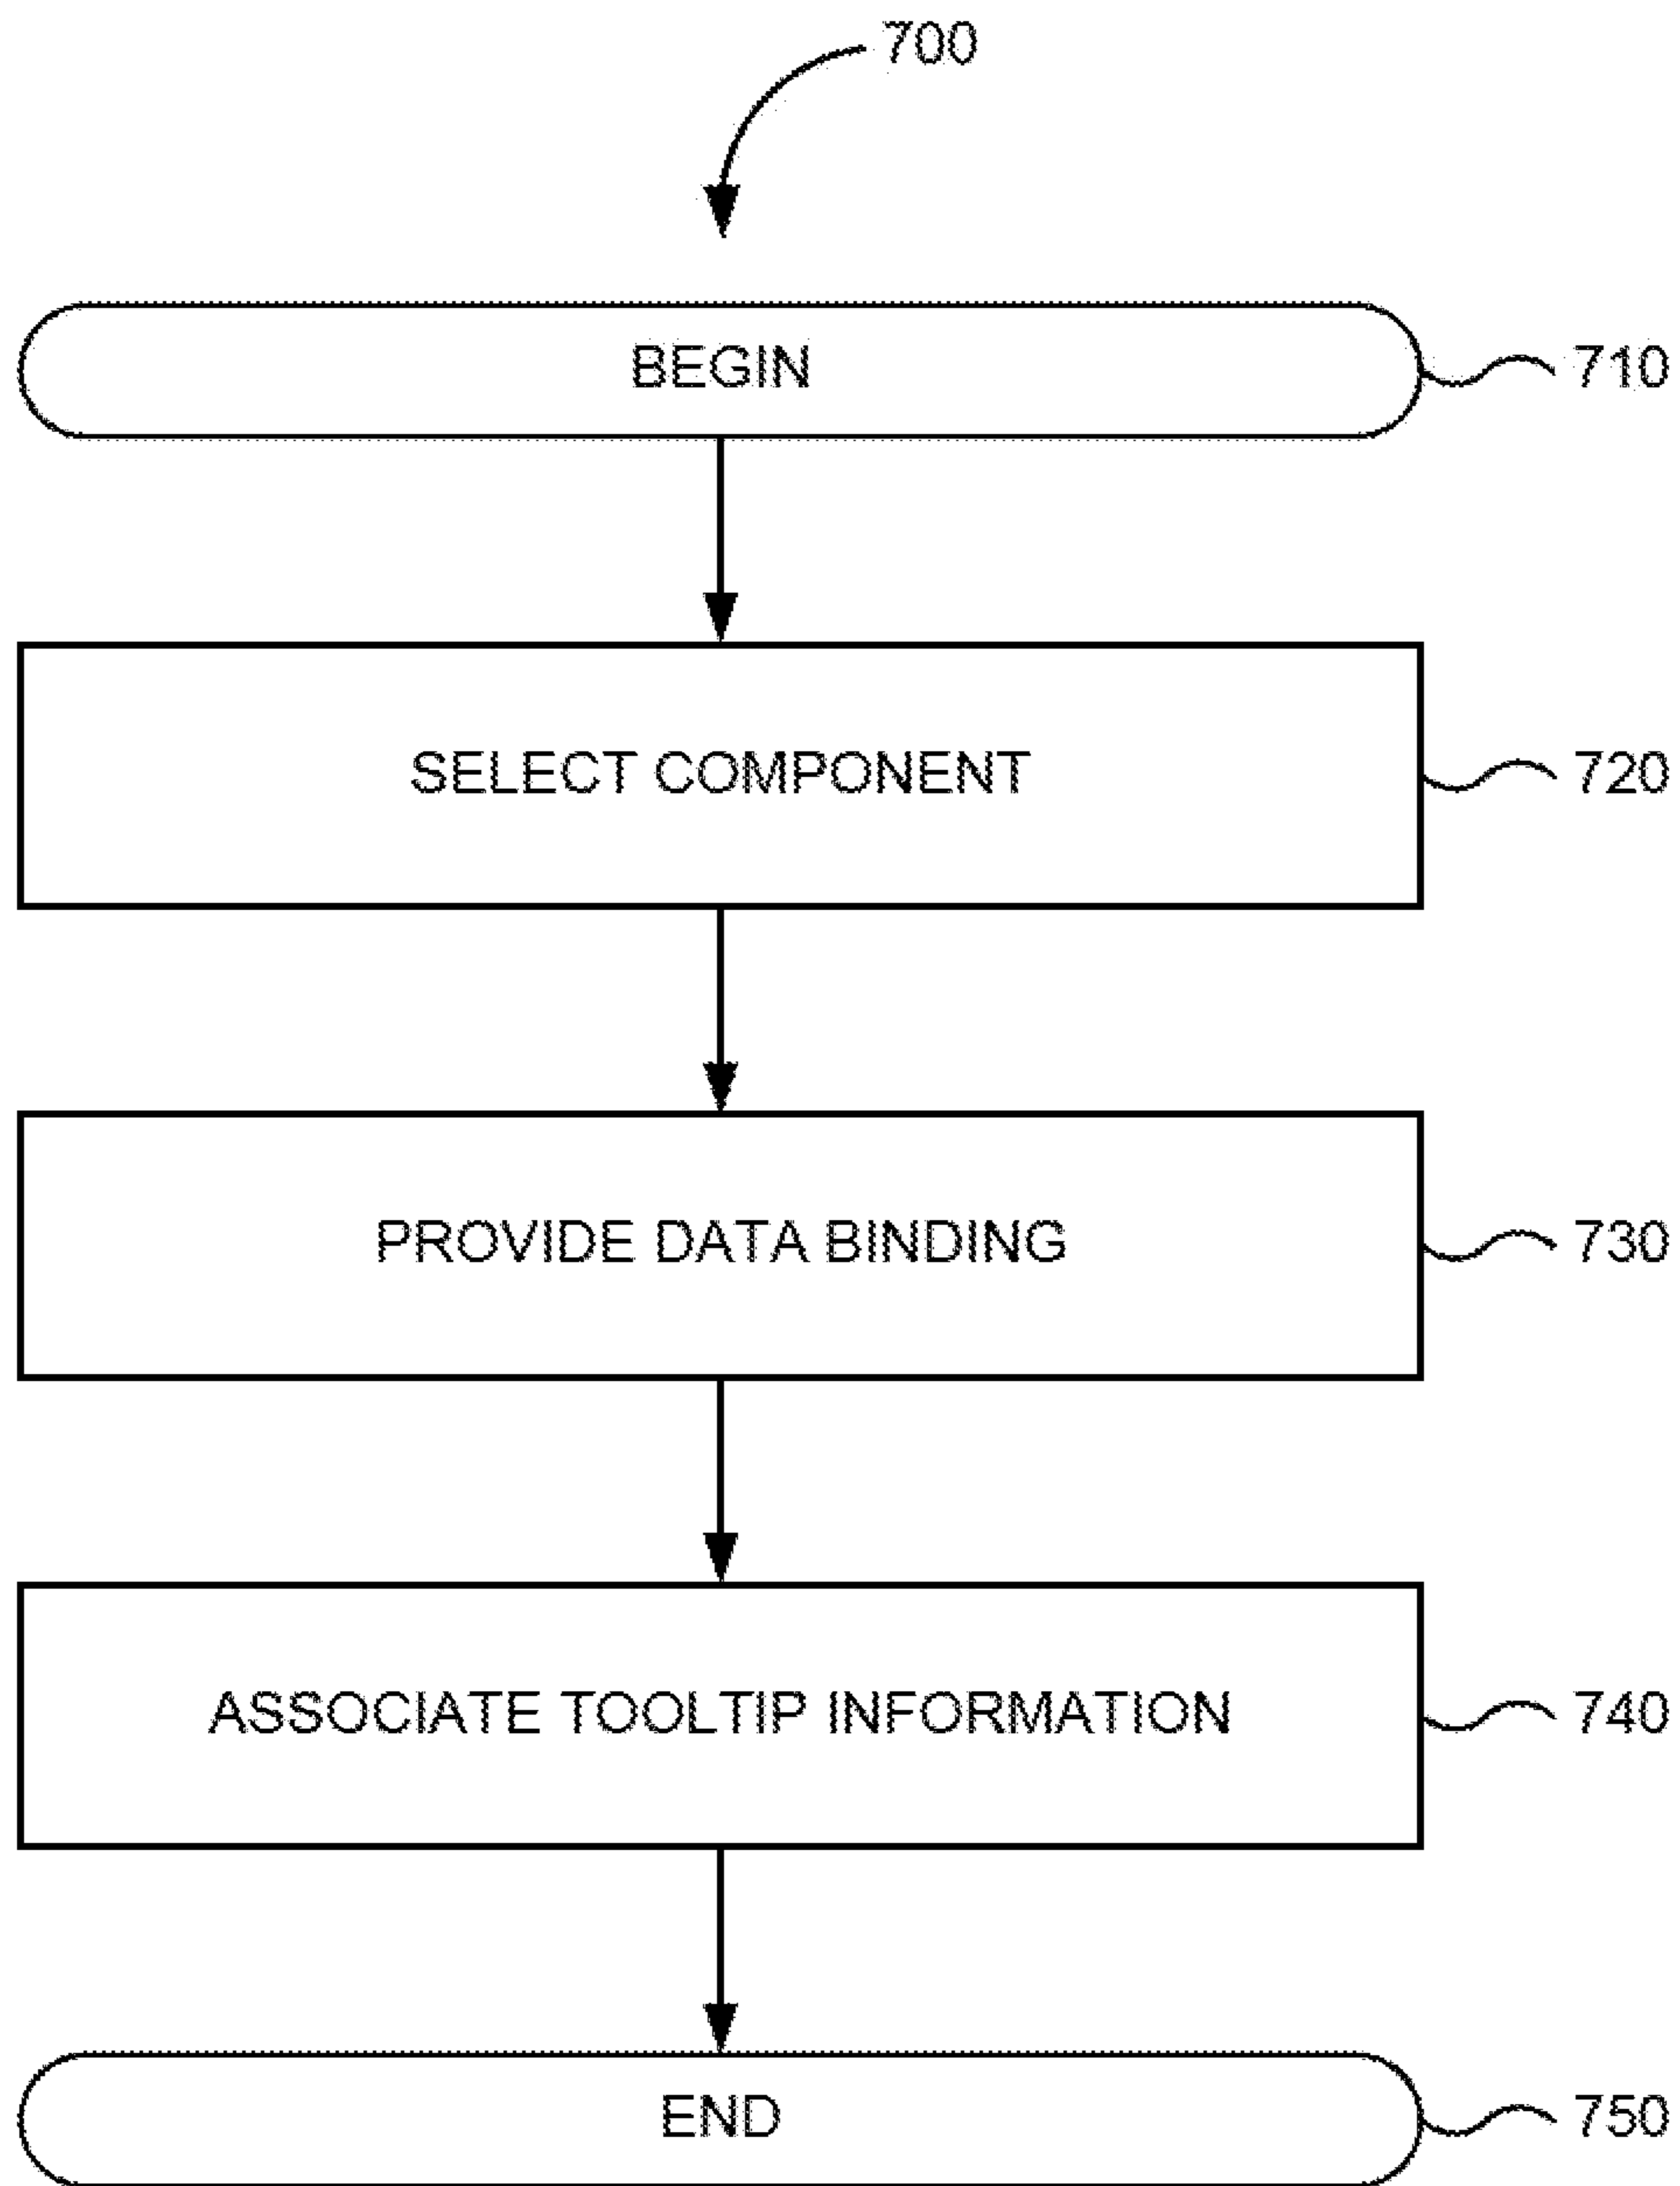 700
BEGIN
710
SELECT COMPONENT
720
PROVIDE DATA BINDING
730
ASSOCIATE TOOLTIP INFORMATION
740
END
750